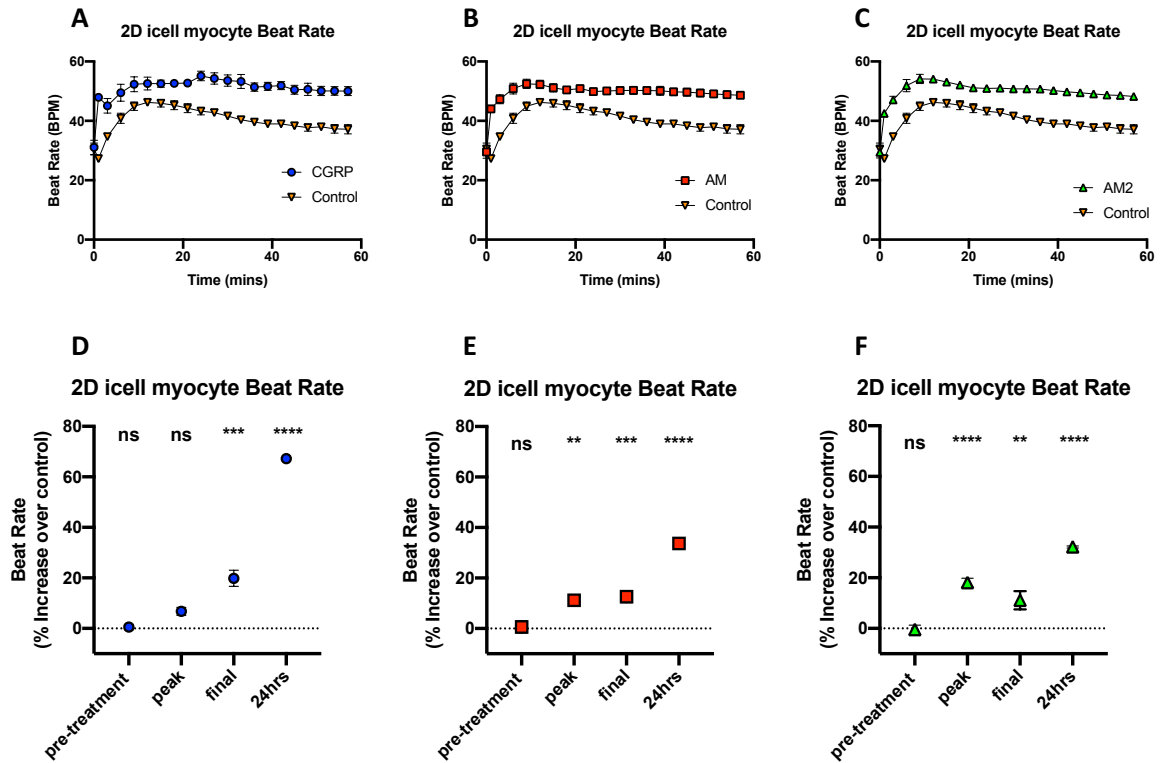 A
2D icell myocyte Beat Rate
Beat Rate (BPM)
60
40
20
0
0 20 40 60
Time (mins)
CGRP
Control
B
2D icell myocyte Beat Rate
Beat Rate (BPM)
60
40
20
0
0 20 40 60
Time (mins)
AM
Control
C
2D icell myocyte Beat Rate
Beat Rate (BPM)
60
40
20
0
0 20 40 60
Time (mins)
AM2
Control
D
2D icell myocyte Beat Rate
Beat Rate
(% Increase over control)
80
60
40
20
0
ns ns *** ****
pre-treatment peak final 24hrs
E
2D icell myocyte Beat Rate
Beat Rate
(% Increase over control)
80
60
40
20
0
ns ** *** ****
pre-treatment peak final 24hrs
F
2D icell myocyte Beat Rate
Beat Rate
(% Increase over control)
80
60
40
20
0
ns **** ** ****
pre-treatment peak final 24hrs